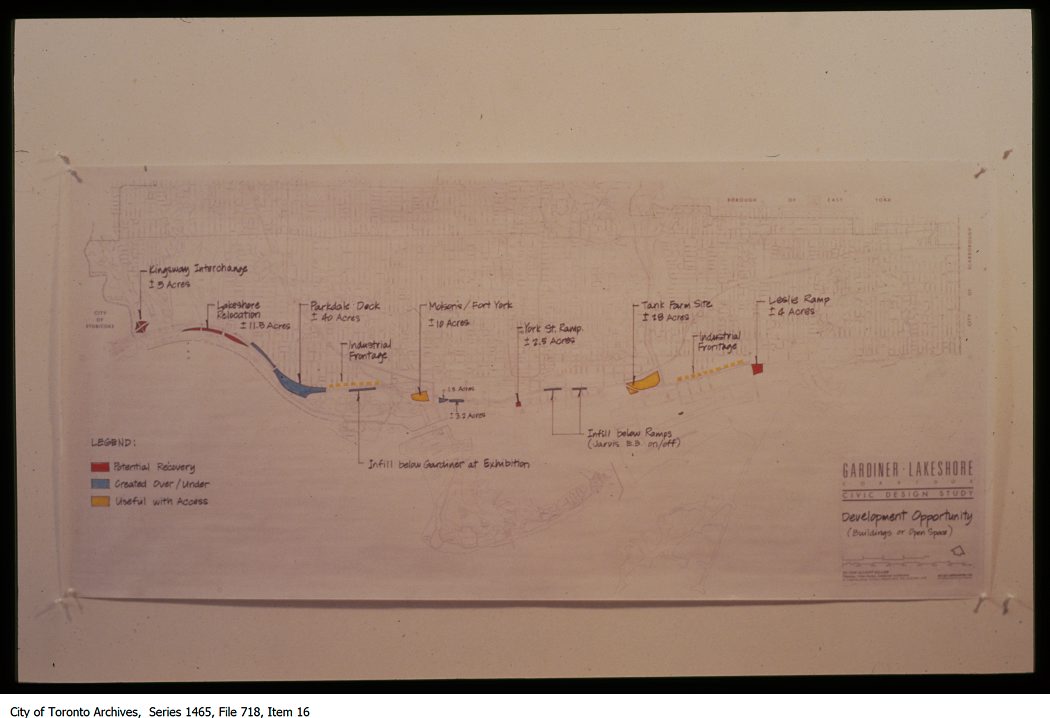 BOROUGH OF EAST YORK
SCARBOROUGH
CITY OF
CITY
OF
ETOBICOKE
Kingsway Interchange
± 5 Acres
Lakeshore
Relocation
± 11.5 Acres
Parkdale Deck
± 40 Acres
Industrial
Frontage
Molson's / Fort York
± 10 Acres
York St. Ramp.
± 2.5 Acres
Tank Farm Site
± 18 Acres
Industrial
Frontage
Leslie Ramp
Acres
1.5 Acres
± 3.2 Acres
Infill below Ramps
(Jarvis E.B. on/off)
Infill below Gardiner at Exhibition
LEGEND:
Potential Recovery
Created Over / Under
Useful with Access
GARDINER · LAKESHORE
CORRIDOR
CIVIC DESIGN STUDY
Development Opportunity
(Buildings or Open Space)
City of Toronto Archives, Series 1465, File 718, Item 16